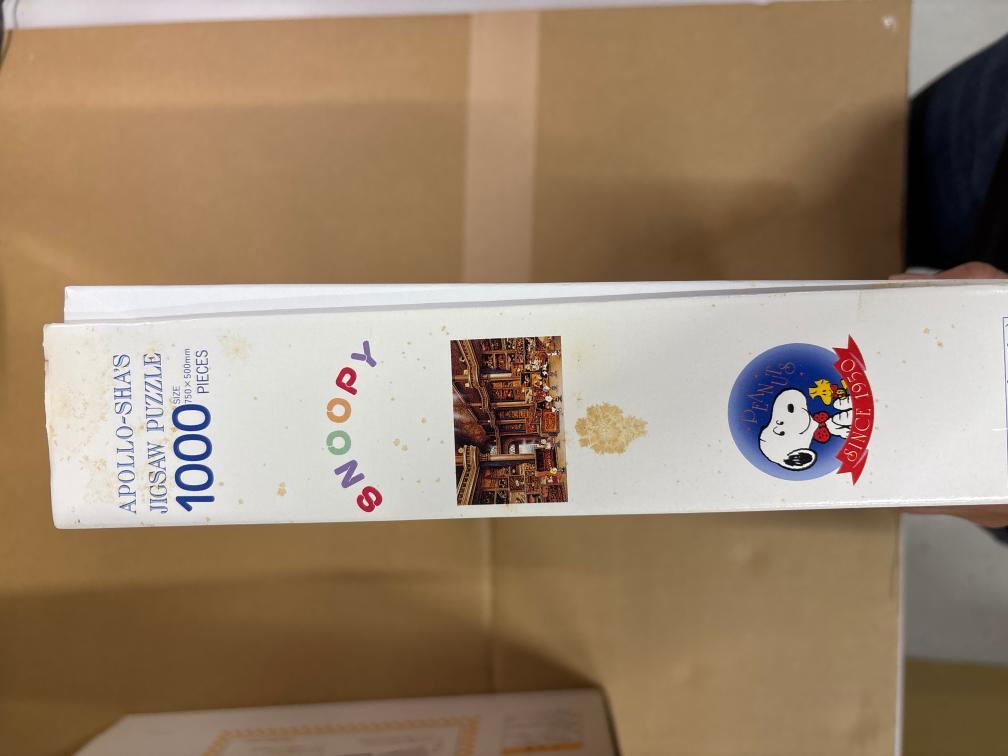 APOLLO-SHA'S
JIGSAW PUZZLE
1000
SIZE
750×500mm
PIECES
SNOOPY
PEANUTS
SINCE 1950